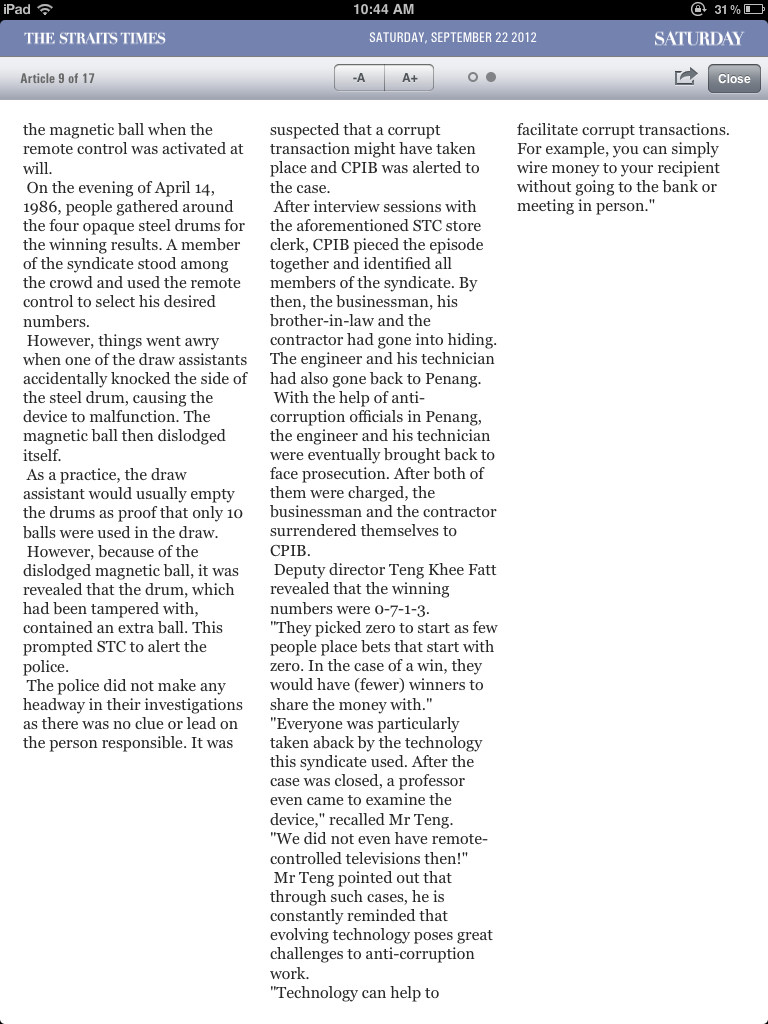 iPad 10:44 AM 31%
THE STRAITS TIMES SATURDAY, SEPTEMBER 22 2012 SATURDAY
Article 9 of 17 -A A+ Close
the magnetic ball when the
remote control was activated at
will.
On the evening of April 14,
1986, people gathered around
the four opaque steel drums for
the winning results. A member
of the syndicate stood among
the crowd and used the remote
control to select his desired
numbers.
However, things went awry
when one of the draw assistants
accidentally knocked the side of
the steel drum, causing the
device to malfunction. The
magnetic ball then dislodged
itself.
As a practice, the draw
assistant would usually empty
the drums as proof that only 10
balls were used in the draw.
However, because of the
dislodged magnetic ball, it was
revealed that the drum, which
had been tampered with,
contained an extra ball. This
prompted STC to alert the
police.
The police did not make any
headway in their investigations
as there was no clue or lead on
the person responsible. It was
suspected that a corrupt
transaction might have taken
place and CPIB was alerted to
the case.
After interview sessions with
the aforementioned STC store
clerk, CPIB pieced the episode
together and identified all
members of the syndicate. By
then, the businessman, his
brother-in-law and the
contractor had gone into hiding.
The engineer and his technician
had also gone back to Penang.
With the help of anti-
corruption officials in Penang,
the engineer and his technician
were eventually brought back to
face prosecution. After both of
them were charged, the
businessman and the contractor
surrendered themselves to
CPIB.
Deputy director Teng Khee Fatt
revealed that the winning
numbers were 0-7-1-3.
"They picked zero to start as few
people place bets that start with
zero. In the case of a win, they
would have (fewer) winners to
share the money with."
"Everyone was particularly
taken aback by the technology
this syndicate used. After the
case was closed, a professor
even came to examine the
device," recalled Mr Teng.
"We did not even have remote-
controlled televisions then!"
Mr Teng pointed out that
through such cases, he is
constantly reminded that
evolving technology poses great
challenges to anti-corruption
work.
"Technology can help to
facilitate corrupt transactions.
For example, you can simply
wire money to your recipient
without going to the bank or
meeting in person."